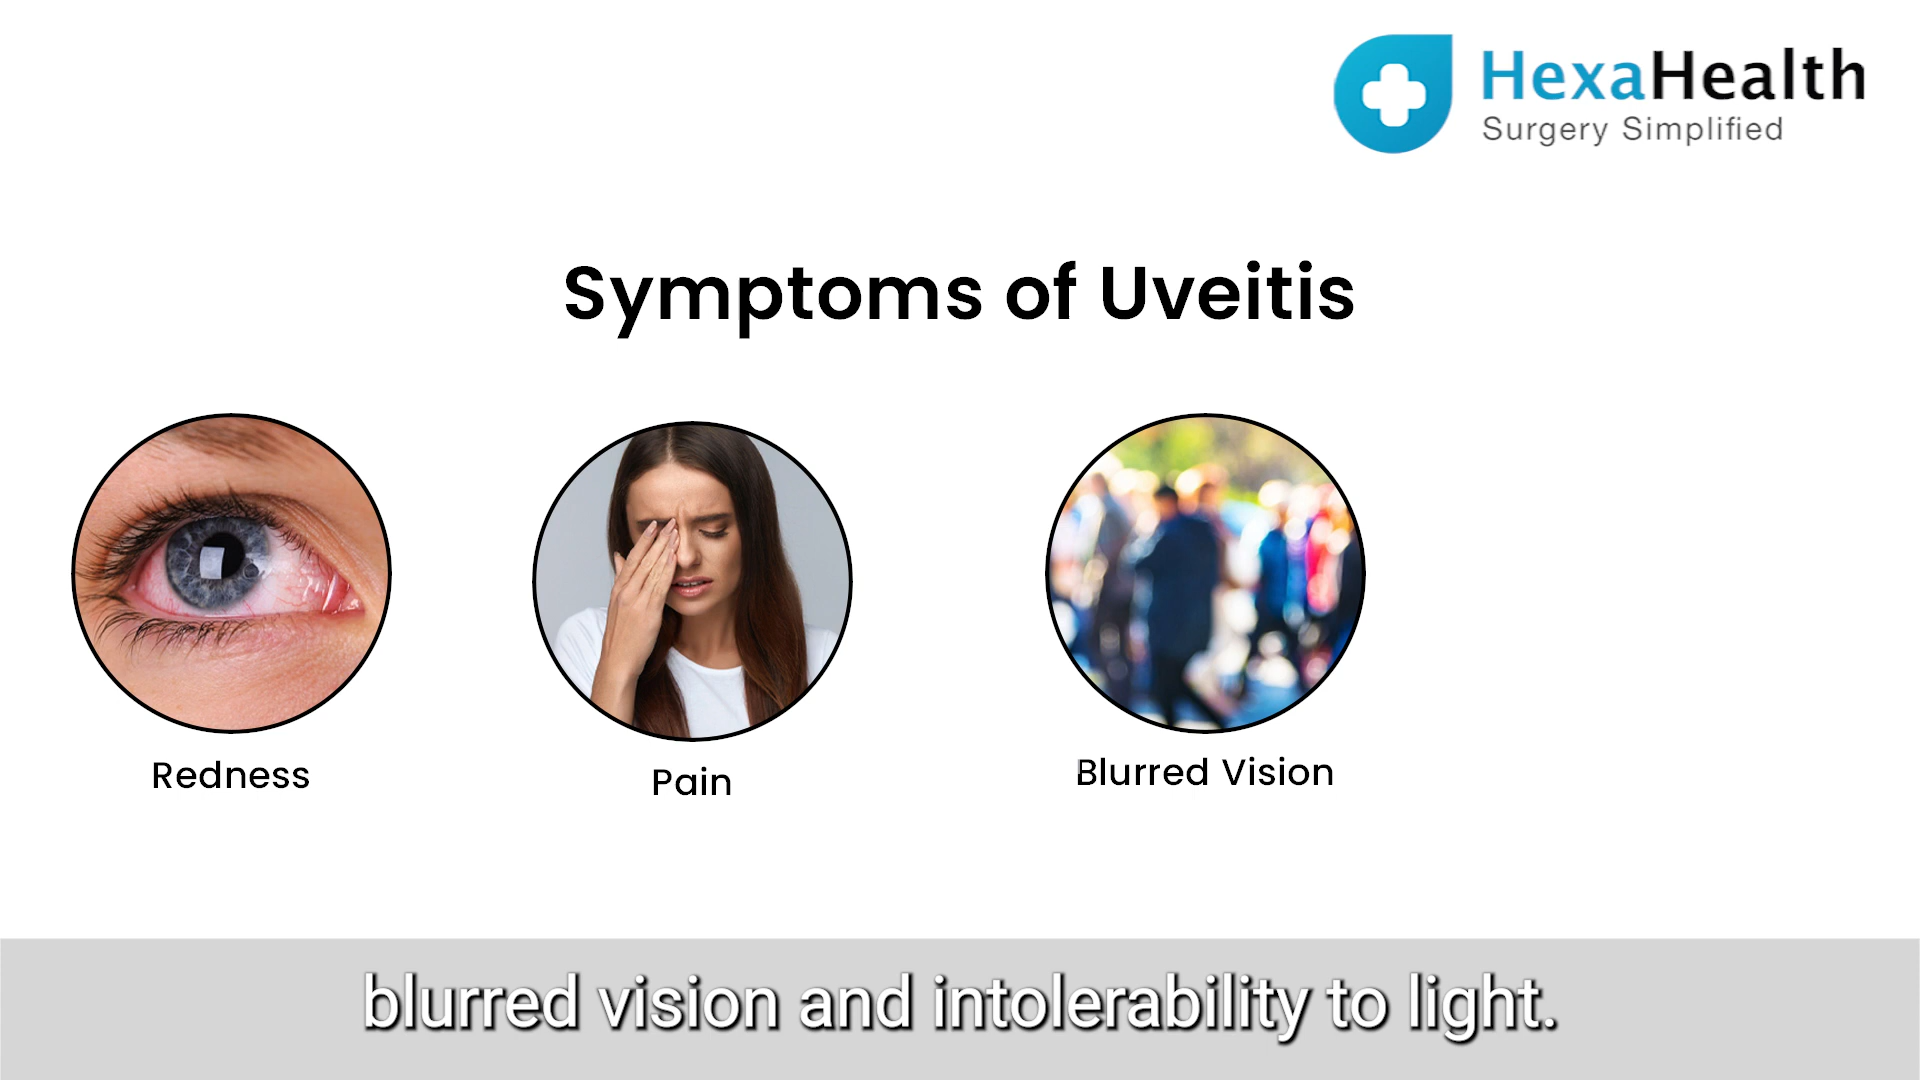 HexaHealth
Surgery Simplified
Symptoms of Uveitis
Redness
Pain
Blurred Vision
blurred vision and intolerability to light.